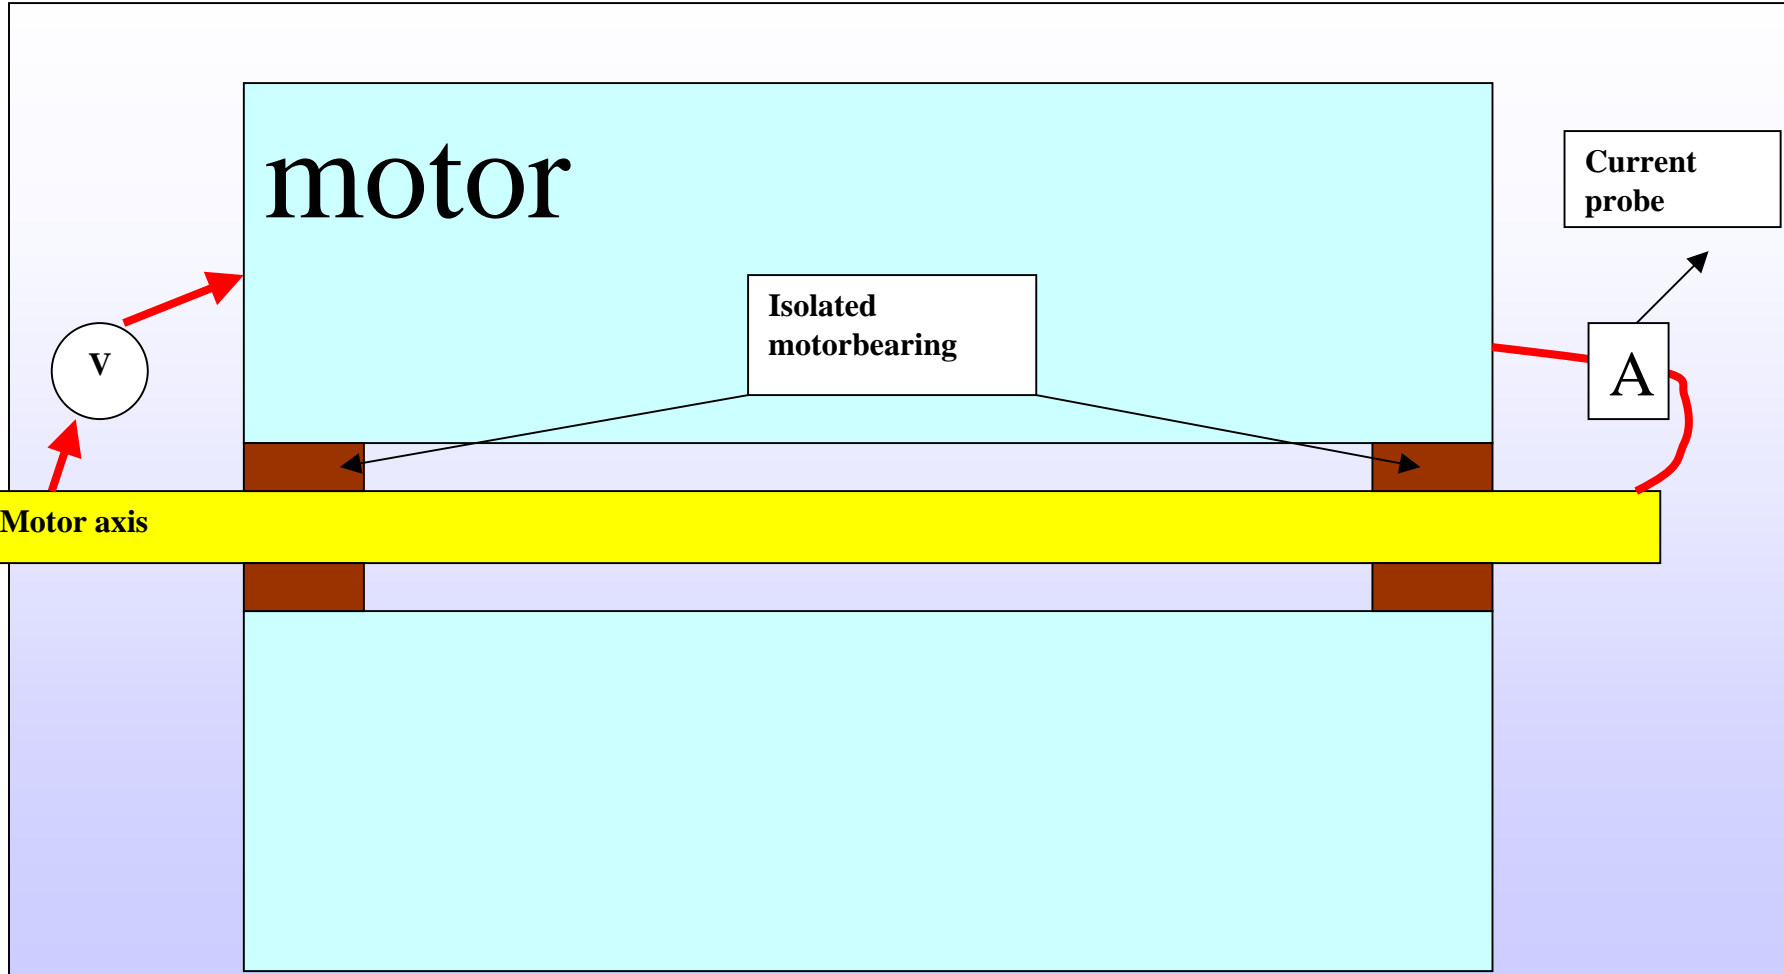 motor
Current
probe
Isolated
motorbearing
V
A
Motor axis